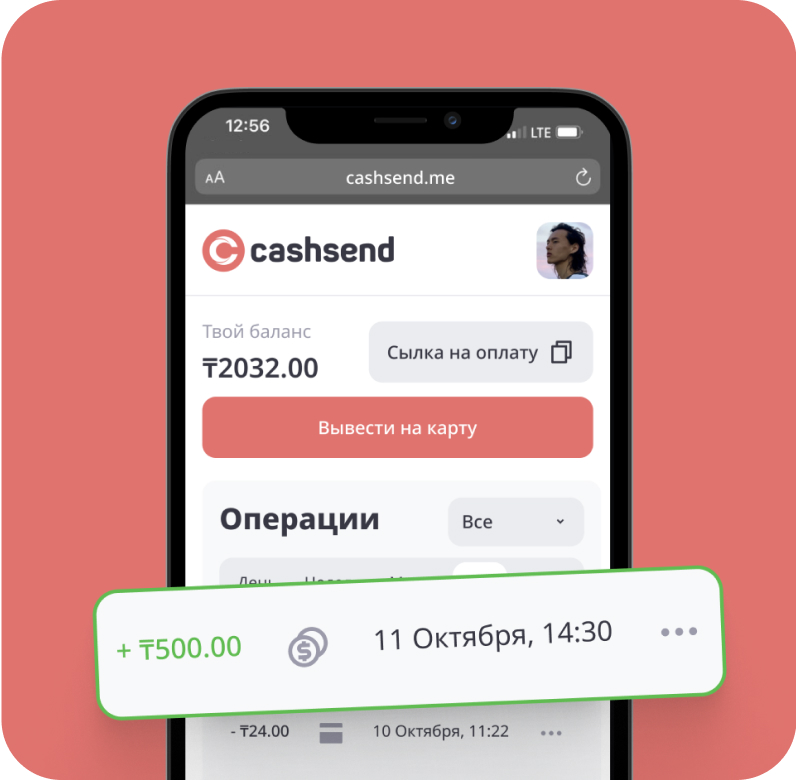 12:56
LTE
AA
cashsend.me
cashsend
Твой баланс
₸2032.00
Сылка на оплату
Вывести на карту
Операции
Все
День
+ ₸500.00
11 Октября, 14:30
- ₸24.00
10 Октября, 11:22